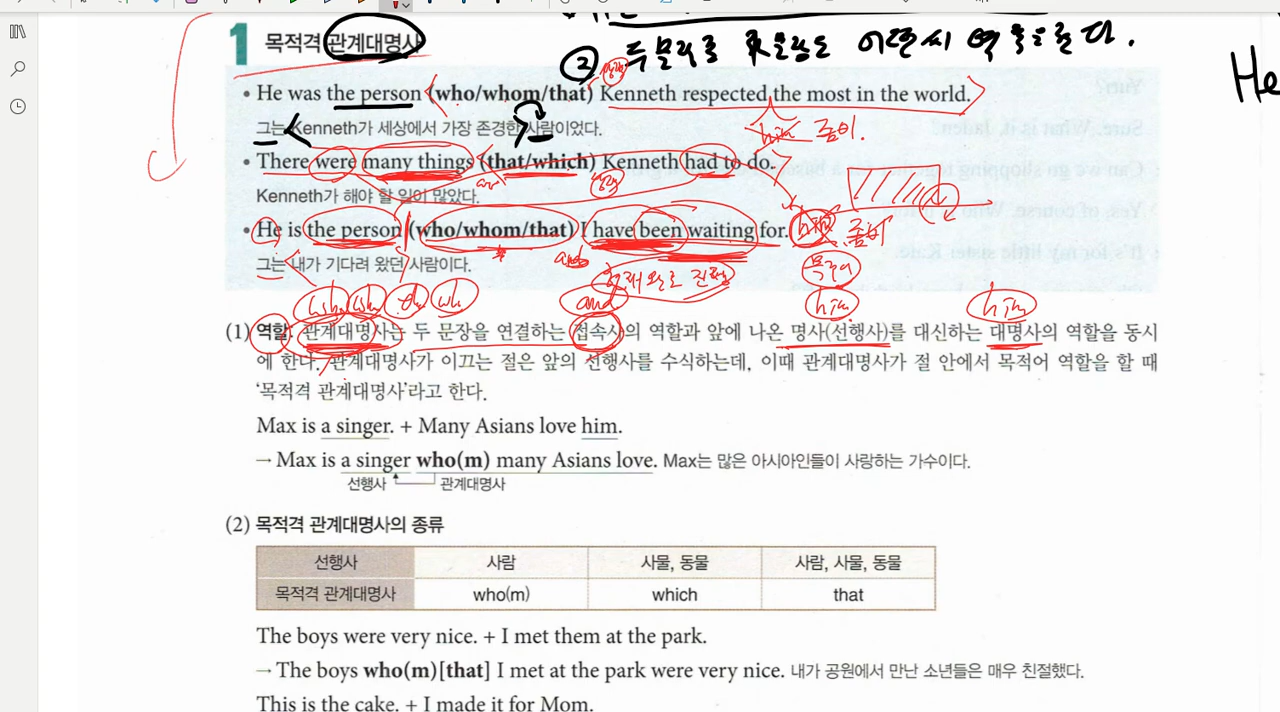 ② 두 문장
He
1 목적격 관계대명사
생략
• He was the person (who/whom/that) Kenneth respected the most in the world.
him 좀비.
그는 Kenneth가 세상에서 가장 존경한 사람이었다.
• There were many things (that/which) Kenneth had to do.
and 생략
Kenneth가 해야 할 일이 많았다.
• He is the person (who/whom/that) I have been waiting for. him 좀비
and
그는 내가 기다려 왔던 사람이다.
현재완료 진행 목적어
and him him
(1) 역할: 관계대명사는 두 문장을 연결하는 접속사의 역할과 앞에 나온 명사(선행사)를 대신하는 대명사의 역할을 동시
에 한다. 관계대명사가 이끄는 절은 앞의 선행사를 수식하는데, 이때 관계대명사가 절 안에서 목적어 역할을 할 때
‘목적격 관계대명사’라고 한다.
Max is a singer. + Many Asians love him.
→ Max is a singer who(m) many Asians love. Max는 많은 아시아인들이 사랑하는 가수이다.
선행사 관계대명사
(2) 목적격 관계대명사의 종류
선행사 사람 사물, 동물 사람, 사물, 동물
목적격 관계대명사 who(m) which that
The boys were very nice. + I met them at the park.
→ The boys who(m)[that] I met at the park were very nice. 내가 공원에서 만난 소년들은 매우 친절했다.
This is the cake. + I made it for Mom.